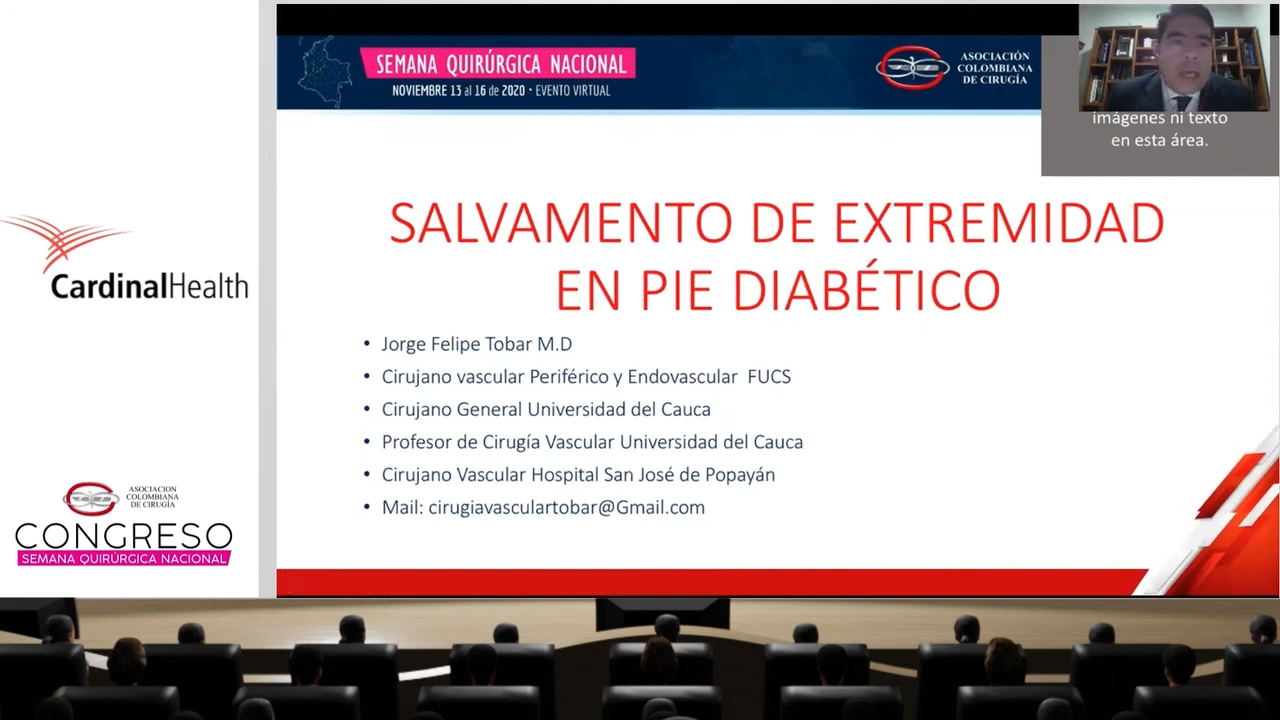 SEMANA QUIRÚRGICA NACIONAL
NOVIEMBRE 13 al 16 de 2020 • EVENTO VIRTUAL
ASOCIACIÓN
COLOMBIANA
DE CIRUGÍA
imágenes ni texto
en esta área.
SALVAMENTO DE EXTREMIDAD
EN PIE DIABÉTICO
• Jorge Felipe Tobar M.D
• Cirujano vascular Periférico y Endovascular FUCS
• Cirujano General Universidad del Cauca
• Profesor de Cirugía Vascular Universidad del Cauca
• Cirujano Vascular Hospital San José de Popayán
• Mail: cirugiavasculartobar@Gmail.com
CardinalHealth
ASOCIACION
COLOMBIANA
DE CIRUGÍA
CONGRESO
SEMANA QUIRÚRGICA NACIONAL